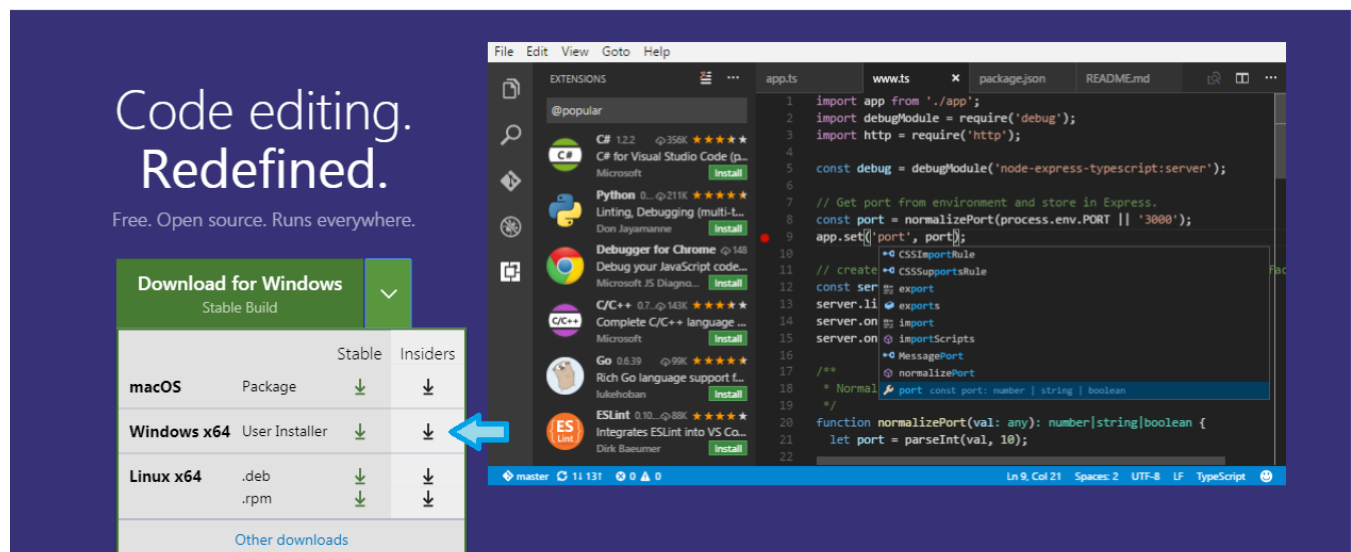 Code editing.
Redefined.
Free. Open source. Runs everywhere.
Download for Windows
Stable Build
Stable Insiders
macOS Package
Windows x64 User Installer
Linux x64 .deb
.rpm
Other downloads
File Edit View Goto Help
EXTENSIONS
@popular
C# 1.2.2 356K
C# for Visual Studio Code (p...
Microsoft Install
Python 0.... 211K
Linting, Debugging (multi-t...
Don Jayamanne Install
Debugger for Chrome 148
Debug your JavaScript code...
Microsoft JS Diagno... Install
C/C++ 0.7... 143K
Complete C/C++ language ...
Microsoft Install
Go 0.6.39 99K
Rich Go language support f...
lukehoban Install
ESLint 0.10... 88K
Integrates ESLint into VS Co...
Dirk Baeumer Install
C#
C/C++
ES
Lint
app.ts www.ts package.json README.md
1 import app from './app';
2 import debugModule = require('debug');
3 import http = require('http');
4
5 const debug = debugModule('node-express-typescript:server');
6
7 // Get port from environment and store in Express.
8 const port = normalizePort(process.env.PORT || '3000');
9 app.set('port', port);
10
11 // create
12 const ser
13 server.li
14 server.on
15 server.on
16
17 /**
18 * Normal
19 */
20 function normalizePort(val: any): number|string|boolean {
21 let port = parseInt(val, 10);
22
CSSImportRule
CSSSupportsRule
export
exports
import
importScripts
MessagePort
normalizePort
port const port: number | string | boolean
master 1↓ 13↑ 0 0 Ln 9, Col 21 Spaces: 2 UTF-8 LF TypeScript